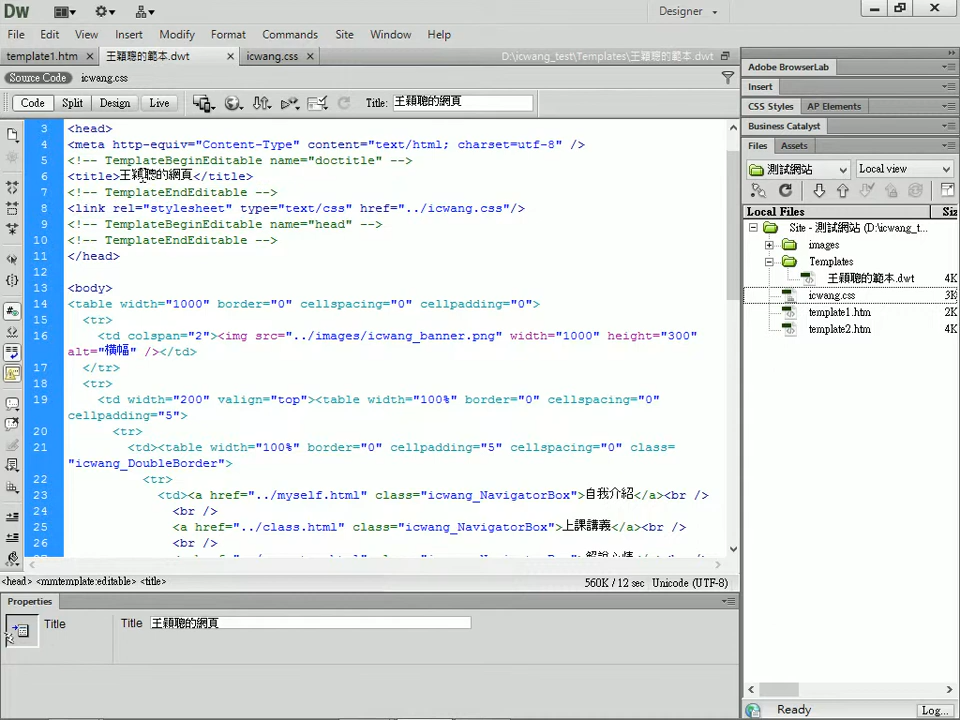 Dw
Designer
File Edit View Insert Modify Format Commands Site Window Help
template1.htm × 王穎聰的範本.dwt × icwang.css × D:\icwang_test\Templates\王穎聰的範本.dwt
Source Code icwang.css
Code Split Design Live Title: 王穎聰的網頁
3 <head>
4 <meta http-equiv="Content-Type" content="text/html; charset=utf-8" />
5 <!-- TemplateBeginEditable name="doctitle" -->
6 <title>王穎聰的網頁</title>
7 <!-- TemplateEndEditable -->
8 <link rel="stylesheet" type="text/css" href="../icwang.css"/>
9 <!-- TemplateBeginEditable name="head" -->
10 <!-- TemplateEndEditable -->
11 </head>
12
13 <body>
14 <table width="1000" border="0" cellspacing="0" cellpadding="0">
15 <tr>
16 <td colspan="2"><img src="../images/icwang_banner.png" width="1000" height="300"
alt="橫幅" /></td>
17 </tr>
18 <tr>
19 <td width="200" valign="top"><table width="100%" border="0" cellspacing="0"
cellpadding="5">
20 <tr>
21 <td><table width="100%" border="0" cellpadding="5" cellspacing="0" class=
"icwang_DoubleBorder">
22 <tr>
23 <td><a href="../myself.html" class="icwang_NavigatorBox">自我介紹</a><br />
24 <br />
25 <a href="../class.html" class="icwang_NavigatorBox">上課講義</a><br />
26 <br />
<head> <mmtemplate:editable> <title> 560K / 12 sec Unicode (UTF-8)
Properties
Title Title 王穎聰的網頁
Adobe BrowserLab
Insert
CSS Styles AP Elements
Business Catalyst
Files Assets
測試網站 Local view
Local Files Siz
Site - 測試網站 (D:\icwang_t...
images
Templates
王穎聰的範本.dwt 4K
icwang.css 3K
template1.htm 2K
template2.htm 4K
Ready Log...